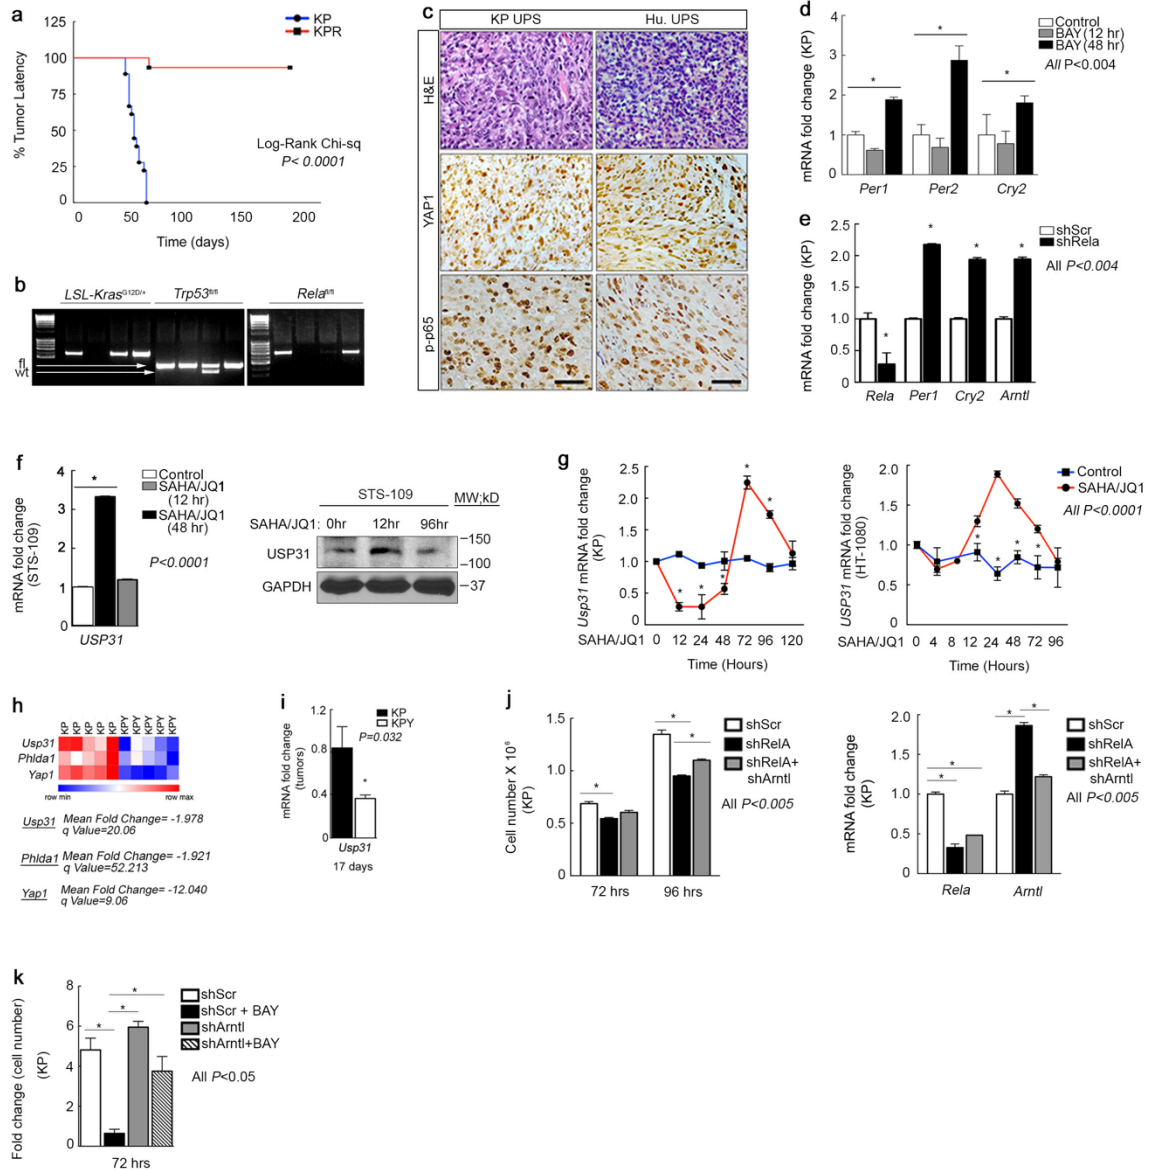 a
KP
KPR
% Tumor Latency
125
100
75
50
25
0
Log-Rank Chi-sq
P< 0.0001
0 50 100 150 200
Time (days)
b
LSL-KrasG12D/+ Trp53fl/fl Relafl/fl
fl
wt
c
KP UPS Hu. UPS
H&E
YAP1
p-p65
d
mRNA fold change (KP)
4
3
2
1
0
Control
BAY (12 hr)
BAY (48 hr)
All P<0.004
* * *
Per1 Per2 Cry2
e
mRNA fold change (KP)
2.5
2.0
1.5
1.0
0.5
0
shScr
shRela
All P<0.004
* * * *
Rela Per1 Cry2 Arntl
f
mRNA fold change
(STS-109)
4
3
2
1
0
*
Control
SAHA/JQ1
(12 hr)
SAHA/JQ1
(48 hr)
P<0.0001
USP31
STS-109 MW;kD
SAHA/JQ1: 0hr 12hr 96hr
USP31
GAPDH
150
100
37
g
Usp31 mRNA fold change
(KP)
2.5
2.0
1.5
1.0
0.5
0
* * * * *
SAHA/JQ1 0 12 24 48 72 96 120
Time (Hours)
USP31 mRNA fold change
(HT-1080)
2.0
1.5
1.0
0.5
0
* * * *
SAHA/JQ1 0 4 8 12 24 48 72 96
Time (Hours)
Control
SAHA/JQ1
All P<0.0001
h
KP KP KP KP KP KPY KPY KPY KPY KPY
Usp31
Phlda1
Yap1
row min row max
Usp31 Mean Fold Change= -1.978
q Value=20.06
Phlda1 Mean Fold Change= -1.921
q Value=52.213
Yap1 Mean Fold Change= -12.040
q Value=9.06
i
mRNA fold change
(tumors)
1.2
0.8
0.4
0
KP
KPY
P=0.032
*
Usp31
17 days
j
Cell number X 10⁶
(KP)
1.5
1.0
0.5
0
* * *
72 hrs 96 hrs
shScr
shRelA
shRelA+
shArntl
All P<0.005
mRNA fold change
(KP)
2.0
1.5
1.0
0.5
0
* * * *
Rela Arntl
shScr
shRelA
shRelA+
shArntl
All P<0.005
k
Fold change (cell number)
(KP)
8
6
4
2
0
* * *
72 hrs
shScr
shScr + BAY
shArntl
shArntl+BAY
All P<0.05